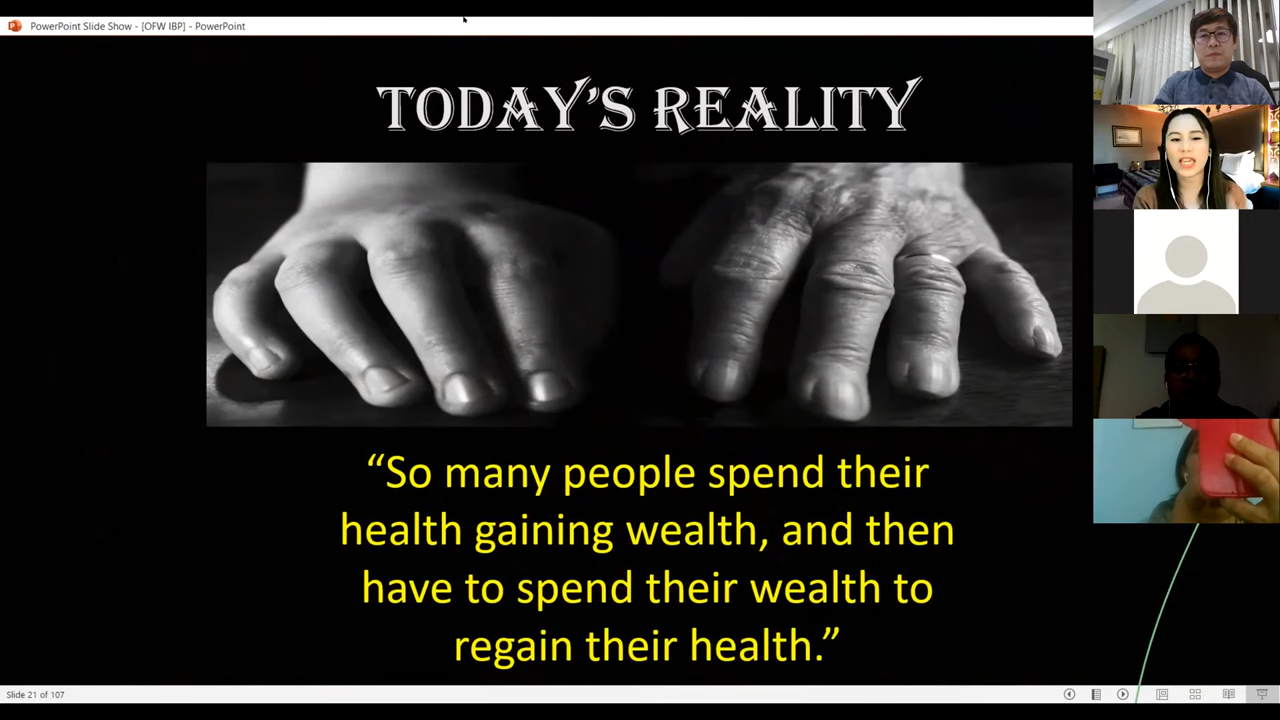 PowerPoint Slide Show - [OFW IBP] - PowerPoint
TODAY'S REALITY
“So many people spend their
health gaining wealth, and then
have to spend their wealth to
regain their health.”
Slide 21 of 107